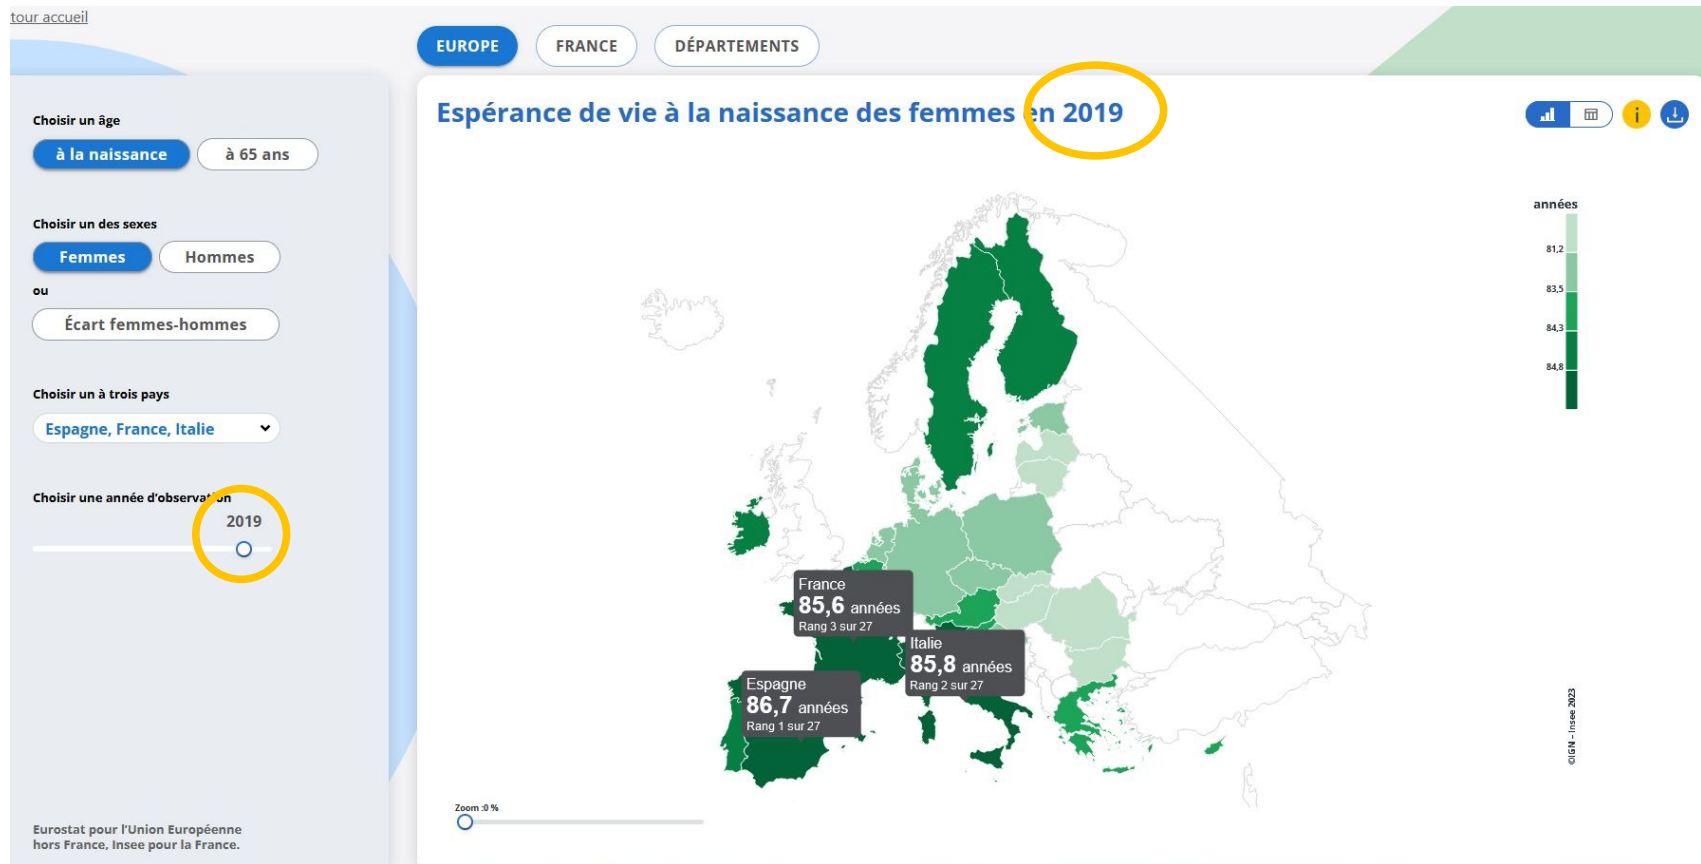 tour accueil
EUROPE
FRANCE
DÉPARTEMENTS
Choisir un âge
à la naissance
à 65 ans
Choisir un des sexes
Femmes
Hommes
ou
Écart femmes-hommes
Choisir un à trois pays
Espagne, France, Italie
Choisir une année d'observation
2019
Eurostat pour l'Union Européenne
hors France, Insee pour la France.
Espérance de vie à la naissance des femmes en 2019
i
années
81,2
83,5
84,3
84,8
France
85,6 années
Rang 3 sur 27
Italie
85,8 années
Rang 2 sur 27
Espagne
86,7 années
Rang 1 sur 27
©IGN - Insee 2023
Zoom :0 %